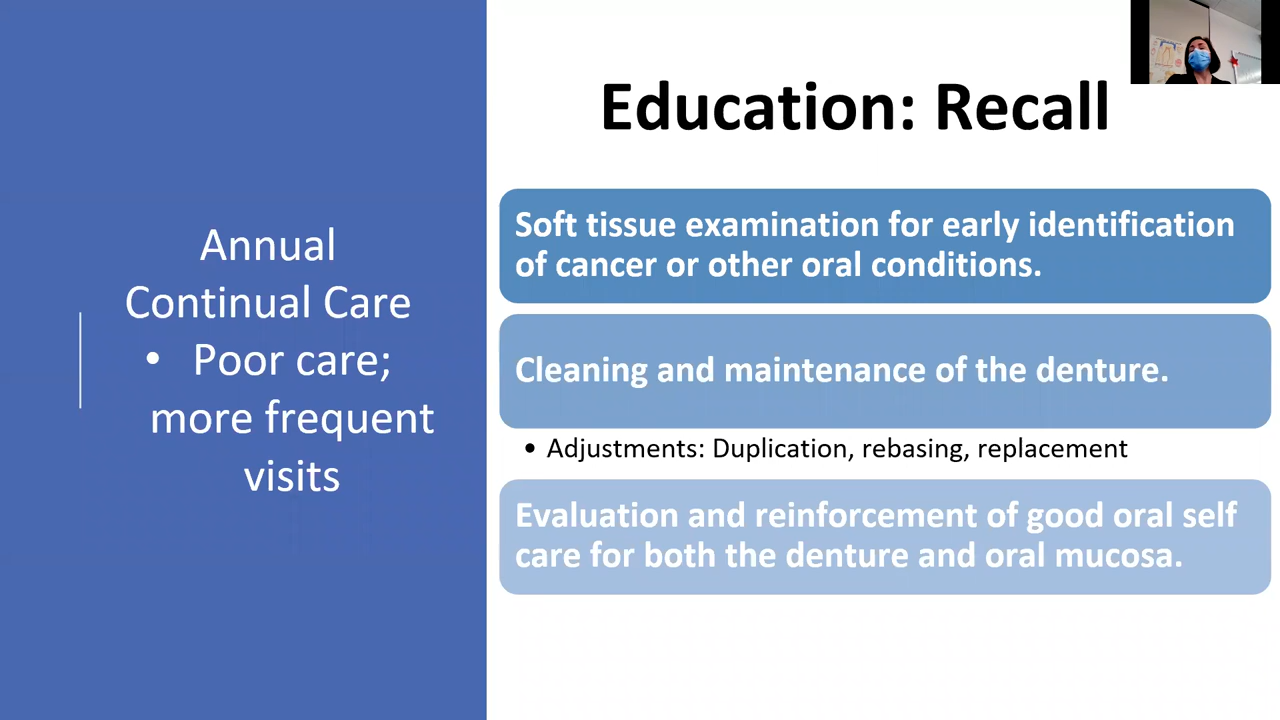 Education: Recall
Annual
Continual Care
• Poor care;
more frequent
visits
Soft tissue examination for early identification
of cancer or other oral conditions.
Cleaning and maintenance of the denture.
• Adjustments: Duplication, rebasing, replacement
Evaluation and reinforcement of good oral self
care for both the denture and oral mucosa.